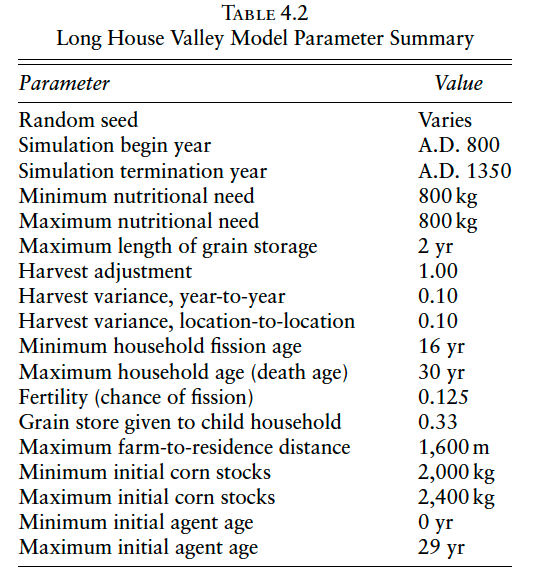 TABLE 4.2
Long House Valley Model Parameter Summary
Parameter Value
Random seed Varies
Simulation begin year A.D. 800
Simulation termination year A.D. 1350
Minimum nutritional need 800 kg
Maximum nutritional need 800 kg
Maximum length of grain storage 2 yr
Harvest adjustment 1.00
Harvest variance, year-to-year 0.10
Harvest variance, location-to-location 0.10
Minimum household fission age 16 yr
Maximum household age (death age) 30 yr
Fertility (chance of fission) 0.125
Grain store given to child household 0.33
Maximum farm-to-residence distance 1,600 m
Minimum initial corn stocks 2,000 kg
Maximum initial corn stocks 2,400 kg
Minimum initial agent age 0 yr
Maximum initial agent age 29 yr